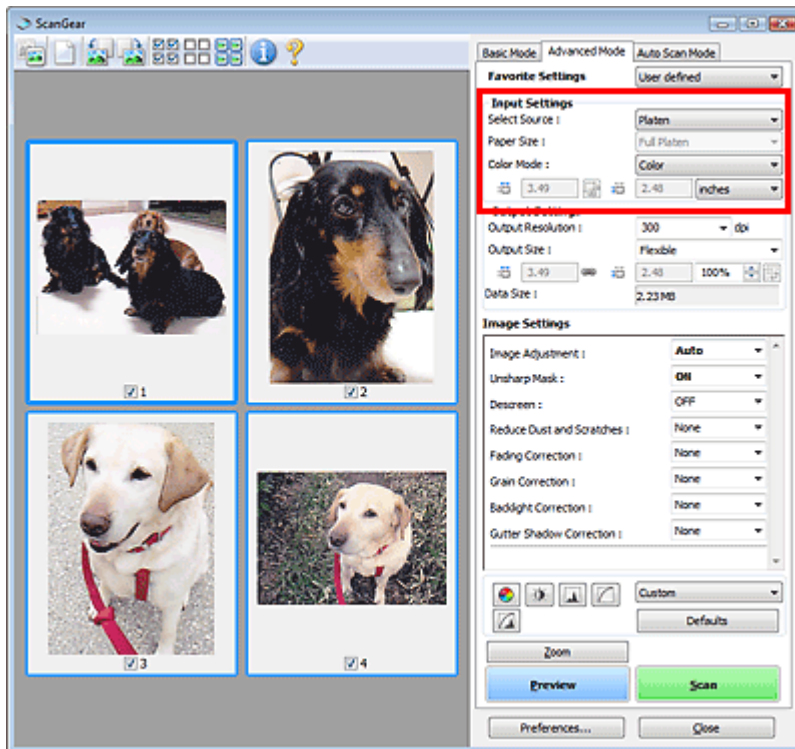 ScanGear
Basic Mode Advanced Mode Auto Scan Mode
Favorite Settings User defined
Input Settings
Select Source : Platen
Paper Size : Full Platen
Color Mode : Color
3.49 2.48 inches
Output Settings
Output Resolution : 300 dpi
Output Size : Flexible
3.49 2.48 100%
Data Size : 2.23 MB
Image Settings
Image Adjustment : Auto
Unsharp Mask : ON
Descreen : OFF
Reduce Dust and Scratches : None
Fading Correction : None
Grain Correction : None
Backlight Correction : None
Gutter Shadow Correction : None
1
2
3
4
Custom
Defaults
Zoom
Preview Scan
Preferences... Close